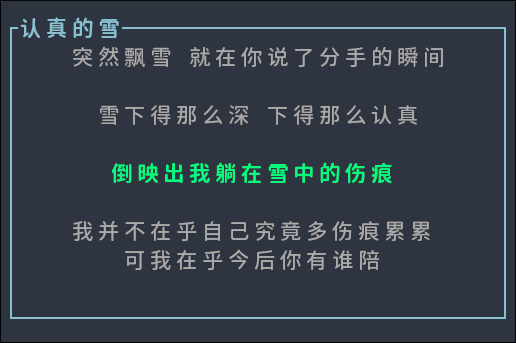 认真的雪
突然飘雪 就在你说了分手的瞬间
雪下得那么深 下得那么认真
倒映出我躺在雪中的伤痕
我并不在乎自己究竟多伤痕累累
可我在乎今后你有谁陪